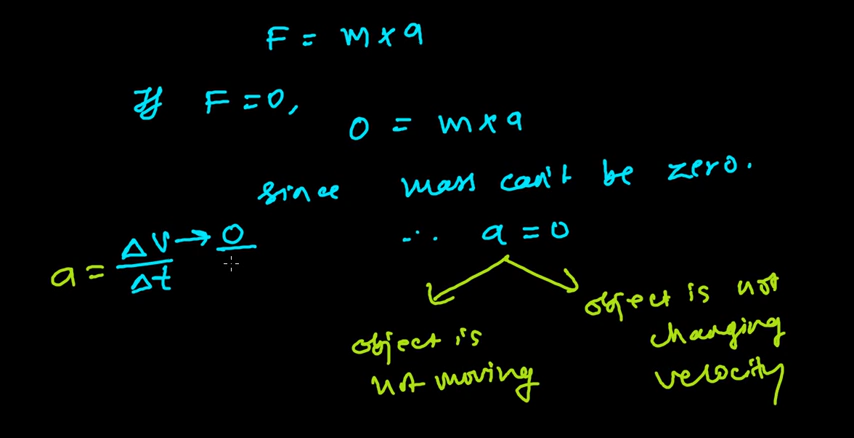 F = m × a
If F = 0,
0 = m × a
since mass can't be zero.
∴ a = 0
a = ΔV/Δt → 0
object is
not moving
object is not
changing
velocity